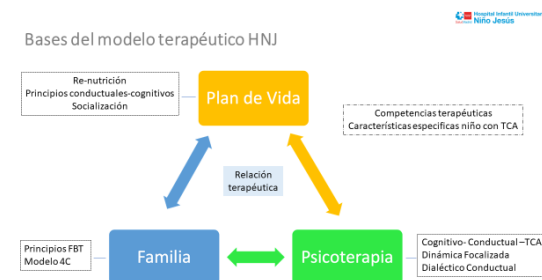 Hospital Infantil Universitario
Niño Jesús
Bases del modelo terapéutico HNJ
Re-nutrición
Principios conductuales-cognitivos
Socialización
Plan de Vida
Competencias terapéuticas
Características especificas niño con TCA
Relación
terapéutica
Principios FBT
Modelo 4C
Familia
Psicoterapia
Cognitivo- Conductual –TCA
Dinámica Focalizada
Dialéctico Conductual